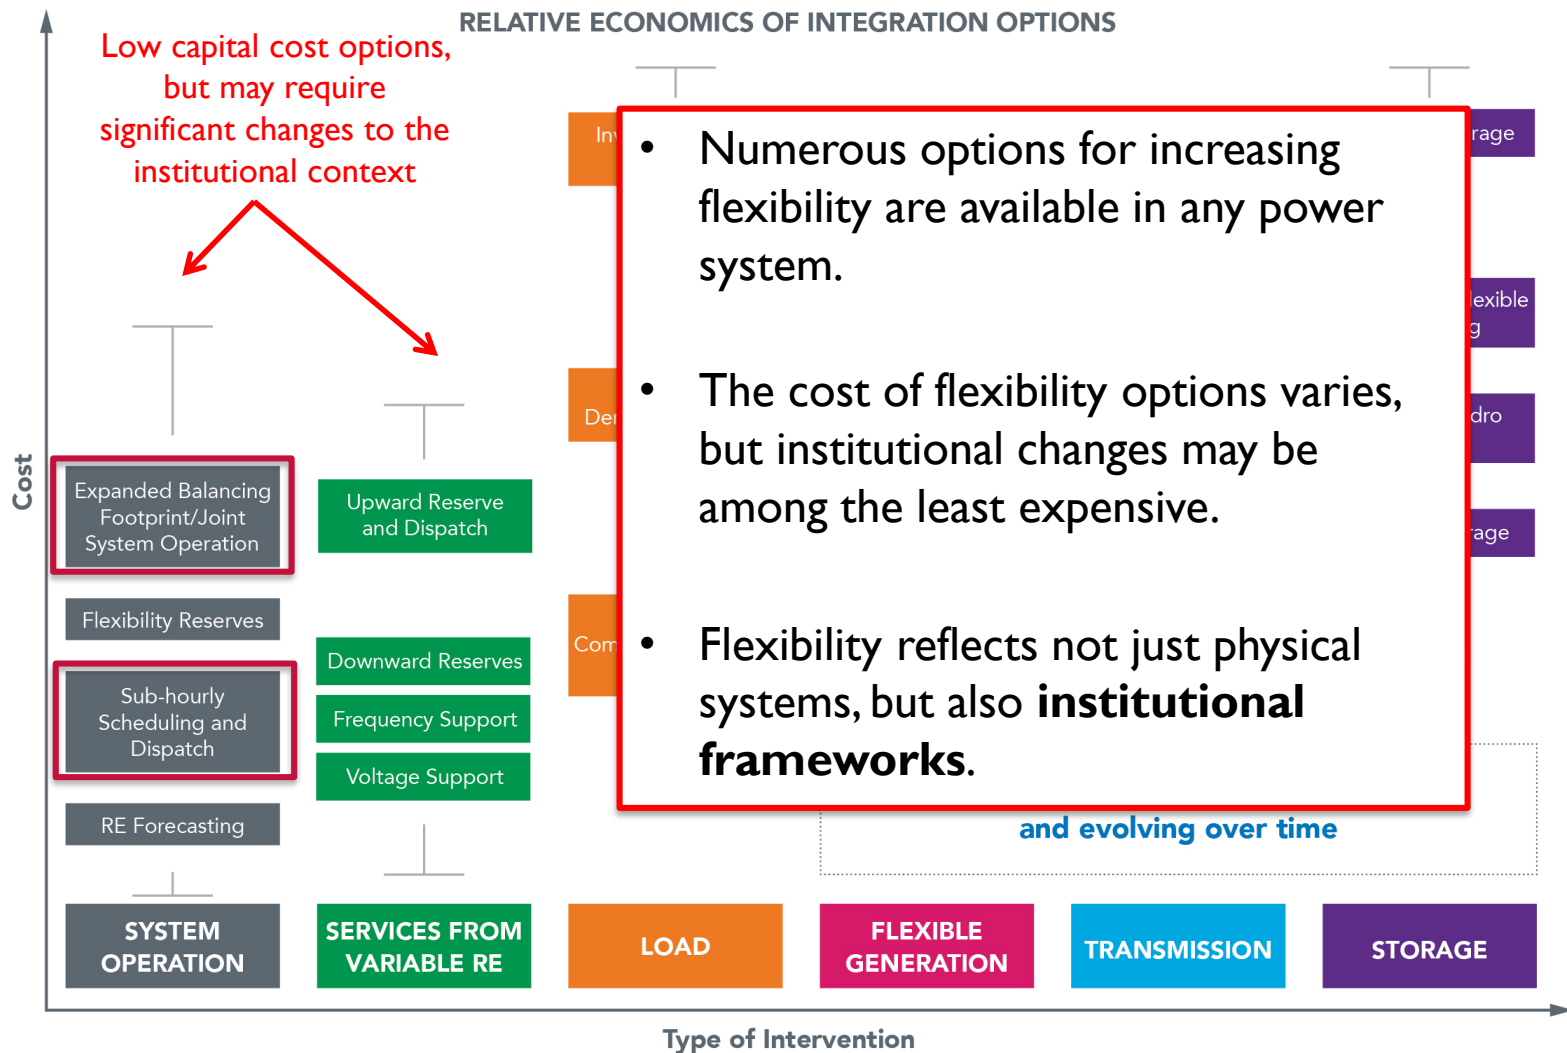 RELATIVE ECONOMICS OF INTEGRATION OPTIONS
Low capital cost options,
but may require
significant changes to the
institutional context
Cost
Expanded Balancing
Footprint/Joint
System Operation
Flexibility Reserves
Sub-hourly
Scheduling and
Dispatch
RE Forecasting
Upward Reserve
and Dispatch
Downward Reserves
Frequency Support
Voltage Support
• Numerous options for increasing
flexibility are available in any power
system.
• The cost of flexibility options varies,
but institutional changes may be
among the least expensive.
• Flexibility reflects not just physical
systems, but also institutional
frameworks.
and evolving over time
SYSTEM
OPERATION
SERVICES FROM
VARIABLE RE
LOAD
FLEXIBLE
GENERATION
TRANSMISSION
STORAGE
Type of Intervention